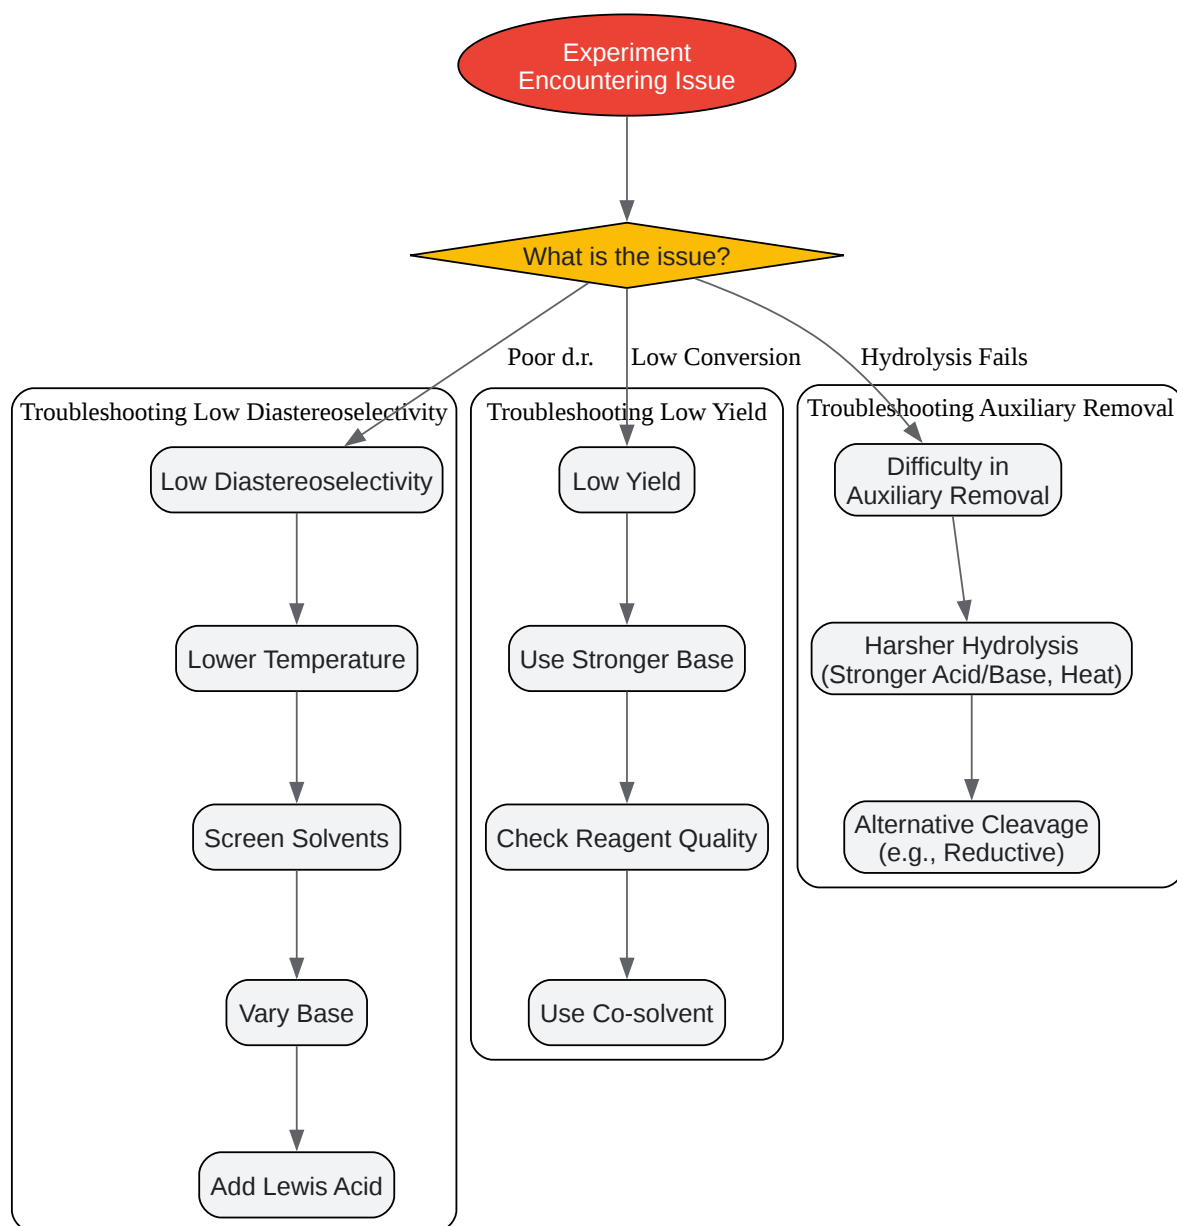 Experiment
Encountering Issue
What is the issue?
Poor d.r.
Low Conversion
Hydrolysis Fails
Troubleshooting Low Diastereoselectivity
Low Diastereoselectivity
Lower Temperature
Screen Solvents
Vary Base
Add Lewis Acid
Troubleshooting Low Yield
Low Yield
Use Stronger Base
Check Reagent Quality
Use Co-solvent
Troubleshooting Auxiliary Removal
Difficulty in
Auxiliary Removal
Harsher Hydrolysis
(Stronger Acid/Base, Heat)
Alternative Cleavage
(e.g., Reductive)